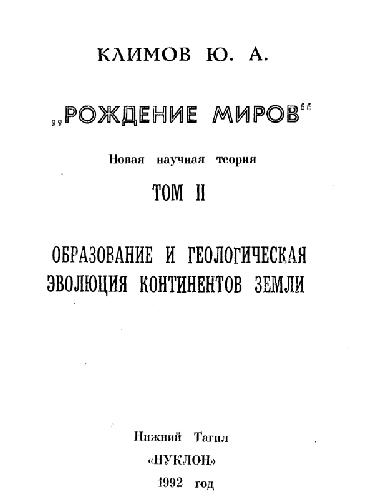 КЛИМОВ Ю. А.
„РОЖДЕНИЕ МИРОВ“
Новая научная теория
ТОМ II
ОБРАЗОВАНИЕ И ГЕОЛОГИЧЕСКАЯ
ЭВОЛЮЦИЯ КОНТИНЕНТОВ ЗЕМЛИ
Нижний Тагил
«НУКЛОН»
1992 год